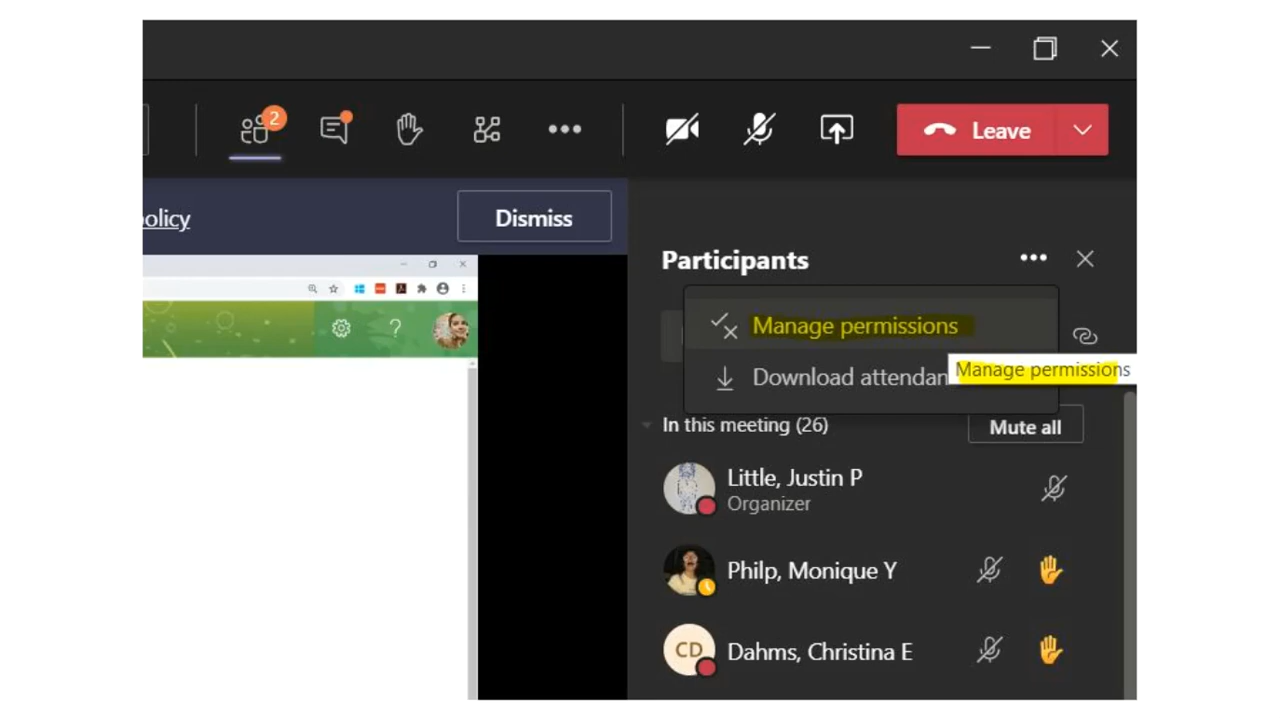 2
Leave
olicy
Dismiss
Participants
Manage permissions
Download attendan
Manage permissions
In this meeting (26)
Mute all
Little, Justin P
Organizer
Philp, Monique Y
CD
Dahms, Christina E